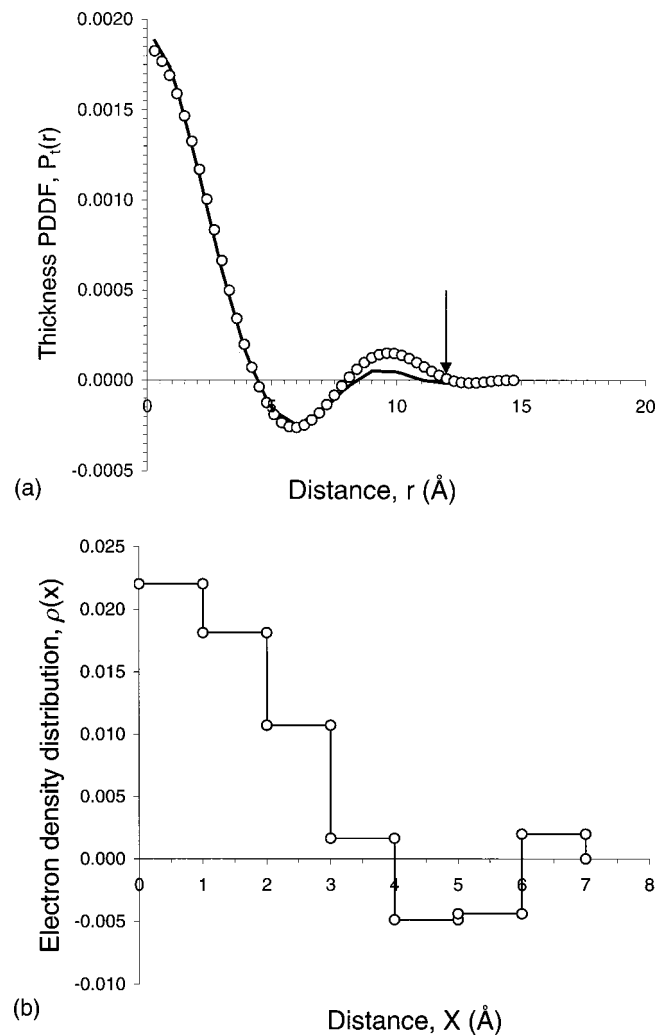 0.0020
0.0015
0.0010
0.0005
0.0000
-0.0005
0 5 10 15 20
Thickness PDDF, Pt(r)
Distance, r (Å)
(a)
0.025
0.020
0.015
0.010
0.005
0.000
-0.005
-0.010
0 1 2 3 4 5 6 7 8
Electron density distribution, ρ(x)
Distance, X (Å)
(b)